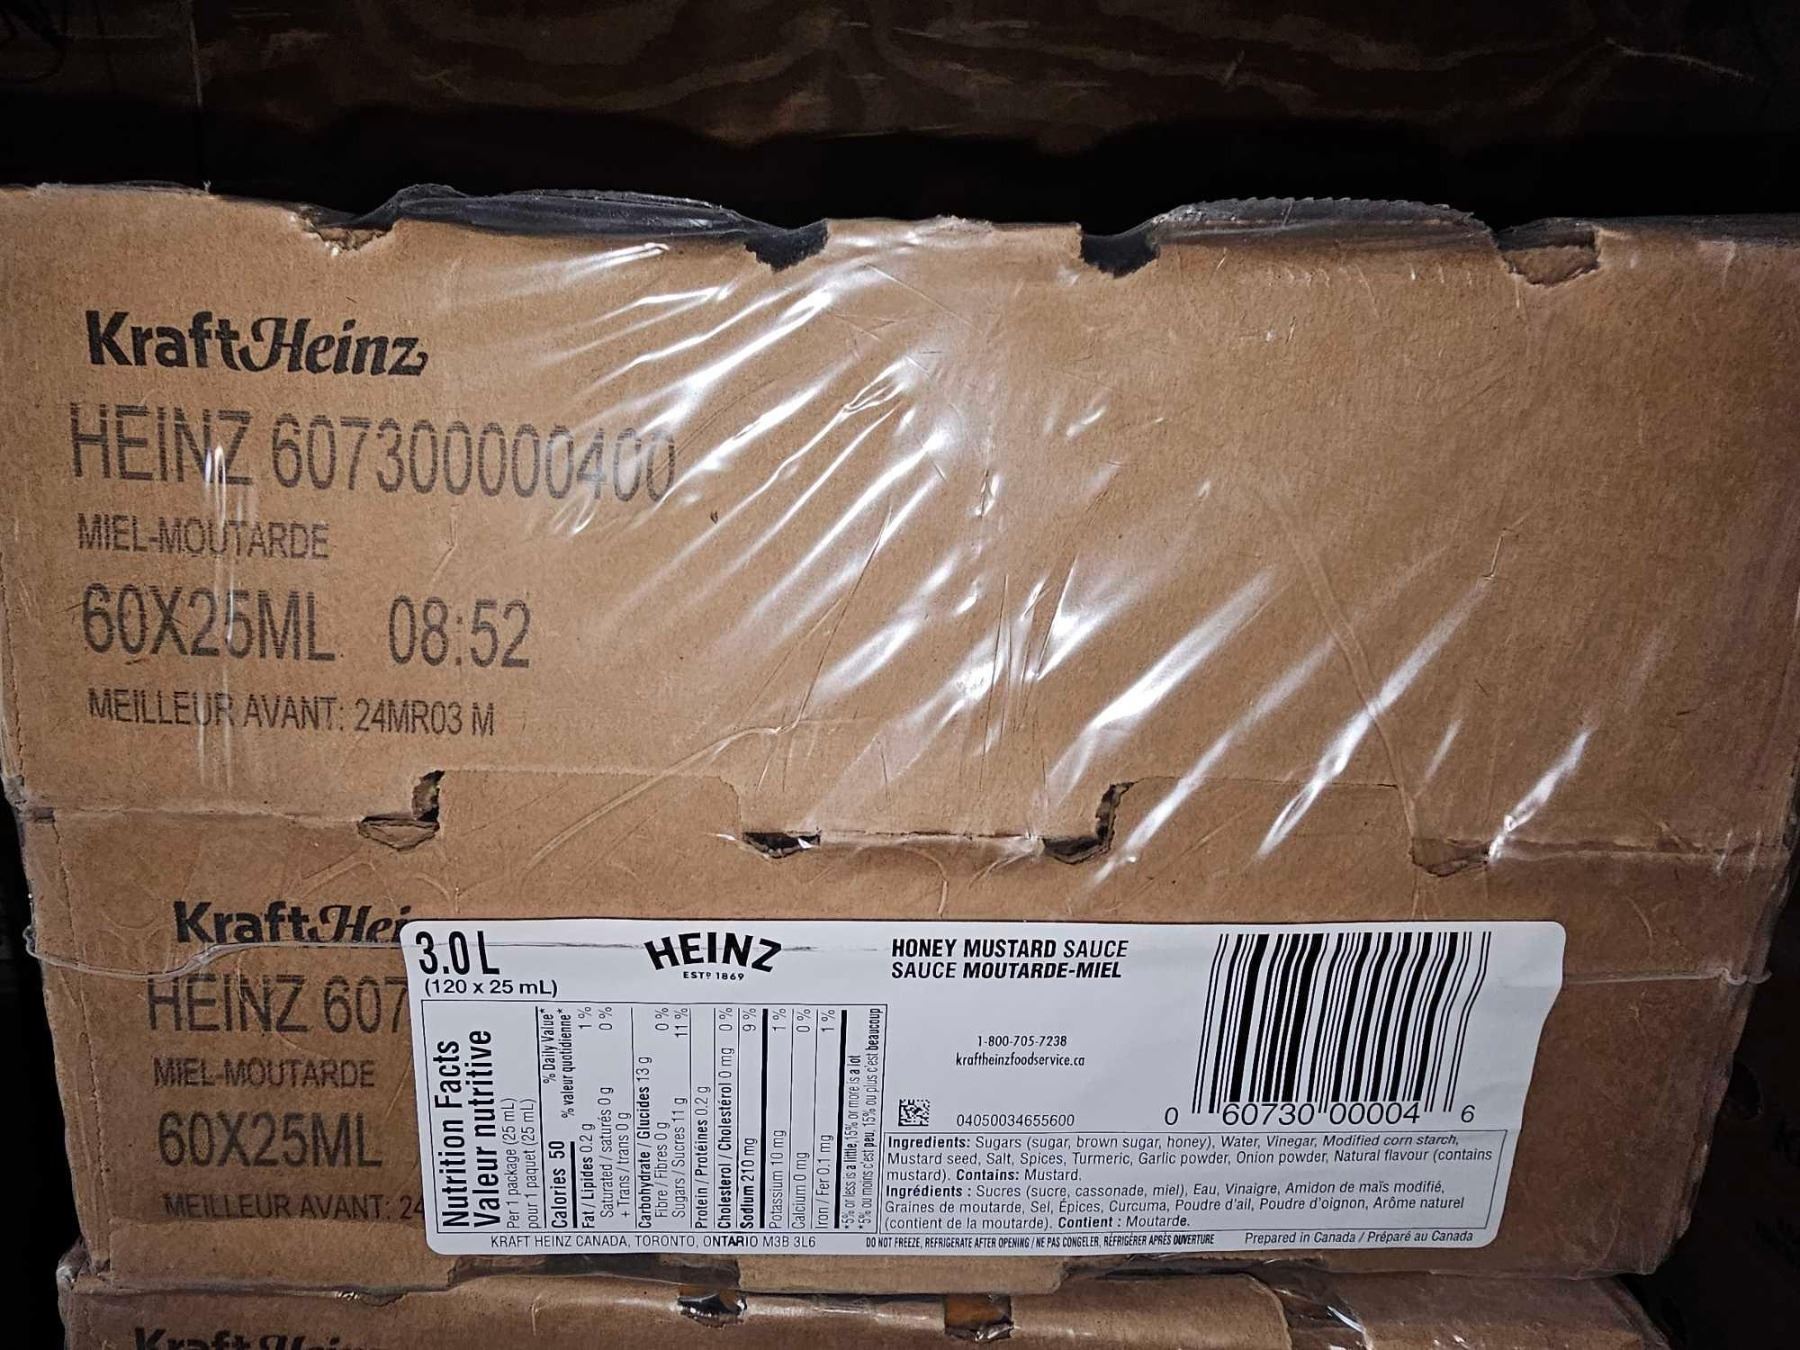 KraftHeinz
HEINZ 607300000400
MIEL-MOUTARDE
60X25ML 08:52
MEILLEUR AVANT: 24MR03 M
KraftHei
HEINZ 607
MIEL-MOUTARDE
60X25ML
MEILLEUR AVANT: 24
3.0 L
(120 x 25 mL)
HEINZ
ESTD 1869
HONEY MUSTARD SAUCE
SAUCE MOUTARDE-MIEL
1-800-705-7238
kraftheinzfoodservice.ca
04050034655600
0 60730 00004 6
Nutrition Facts
Valeur nutritive
Per 1 package (25 mL)
pour 1 paquet (25 mL)
% Daily Value*
Calories 50 % valeur quotidienne*
Fat / Lipides 0.2 g 1 %
Saturated / saturés 0 g 0 %
+ Trans / trans 0 g
Carbohydrate / Glucides 13 g
Fibre / Fibres 0 g 0 %
Sugars / Sucres 11 g 11 %
Protein / Protéines 0.2 g
Cholesterol / Cholestérol 0 mg 0 %
Sodium 210 mg 9 %
Potassium 10 mg 1 %
Calcium 0 mg 0 %
Iron / Fer 0.1 mg 1 %
*5% or less is a little, 15% or more is a lot
*5% ou moins c'est peu, 15% ou plus c'est beaucoup
Ingredients: Sugars (sugar, brown sugar, honey), Water, Vinegar, Modified corn starch,
Mustard seed, Salt, Spices, Turmeric, Garlic powder, Onion powder, Natural flavour (contains
mustard). Contains: Mustard.
Ingrédients : Sucres (sucre, cassonade, miel), Eau, Vinaigre, Amidon de maïs modifié,
Graines de moutarde, Sel, Épices, Curcuma, Poudre d'ail, Poudre d'oignon, Arôme naturel
(contient de la moutarde). Contient : Moutarde.
KRAFT HEINZ CANADA, TORONTO, ONTARIO M3B 3L6
DO NOT FREEZE, REFRIGERATE AFTER OPENING / NE PAS CONGELER, RÉFRIGÉRER APRÈS OUVERTURE
Prepared in Canada / Préparé au Canada
KraftHeinz